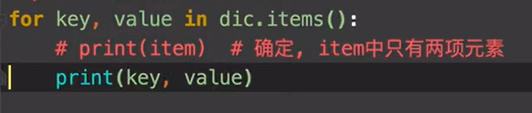 for key, value in dic.items():
# print(item)  # 确定, item中只有两项元素
print(key, value)